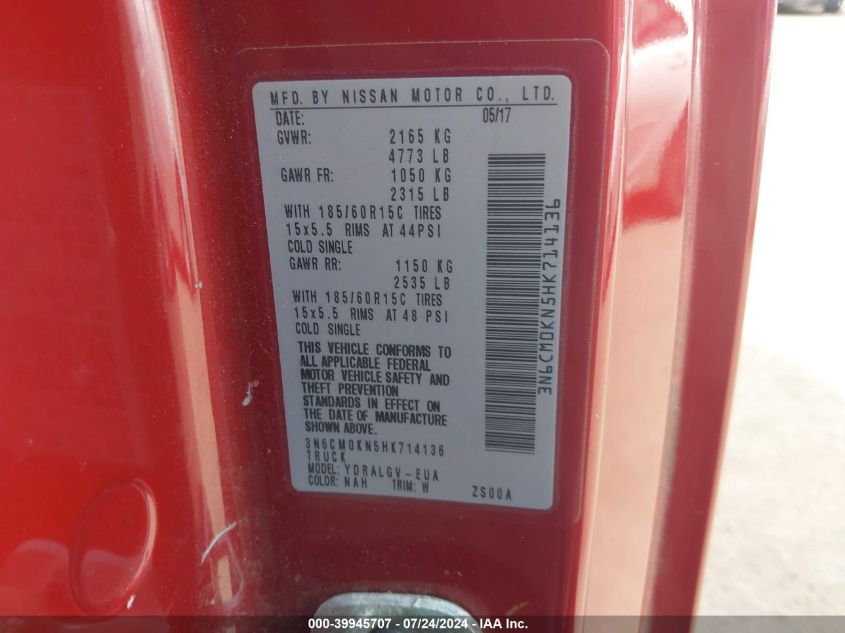 MFD. BY NISSAN MOTOR CO., LTD.
DATE: 05/17
GVWR: 2165 KG
4773 LB
GAWR FR: 1050 KG
2315 LB
WITH 185/60R15C TIRES
15x5.5 RIMS AT 44PSI
COLD SINGLE
GAWR RR: 1150 KG
2535 LB
WITH 185/60R15C TIRES
15x5.5 RIMS AT 48 PSI
COLD SINGLE
THIS VEHICLE CONFORMS TO
ALL APPLICABLE FEDERAL
MOTOR VEHICLE SAFETY AND
THEFT PREVENTION
STANDARDS IN EFFECT ON
THE DATE OF MANUFACTURE
SHOWN ABOVE.
3N6CM0KN5HK714136
TRUCK
MODEL: YDRALGV-EUA
COLOR: NAH TRIM: W ZS00A
3N6CM0KN5HK714136
000-39945707 - 07/24/2024 - IAA, Inc.